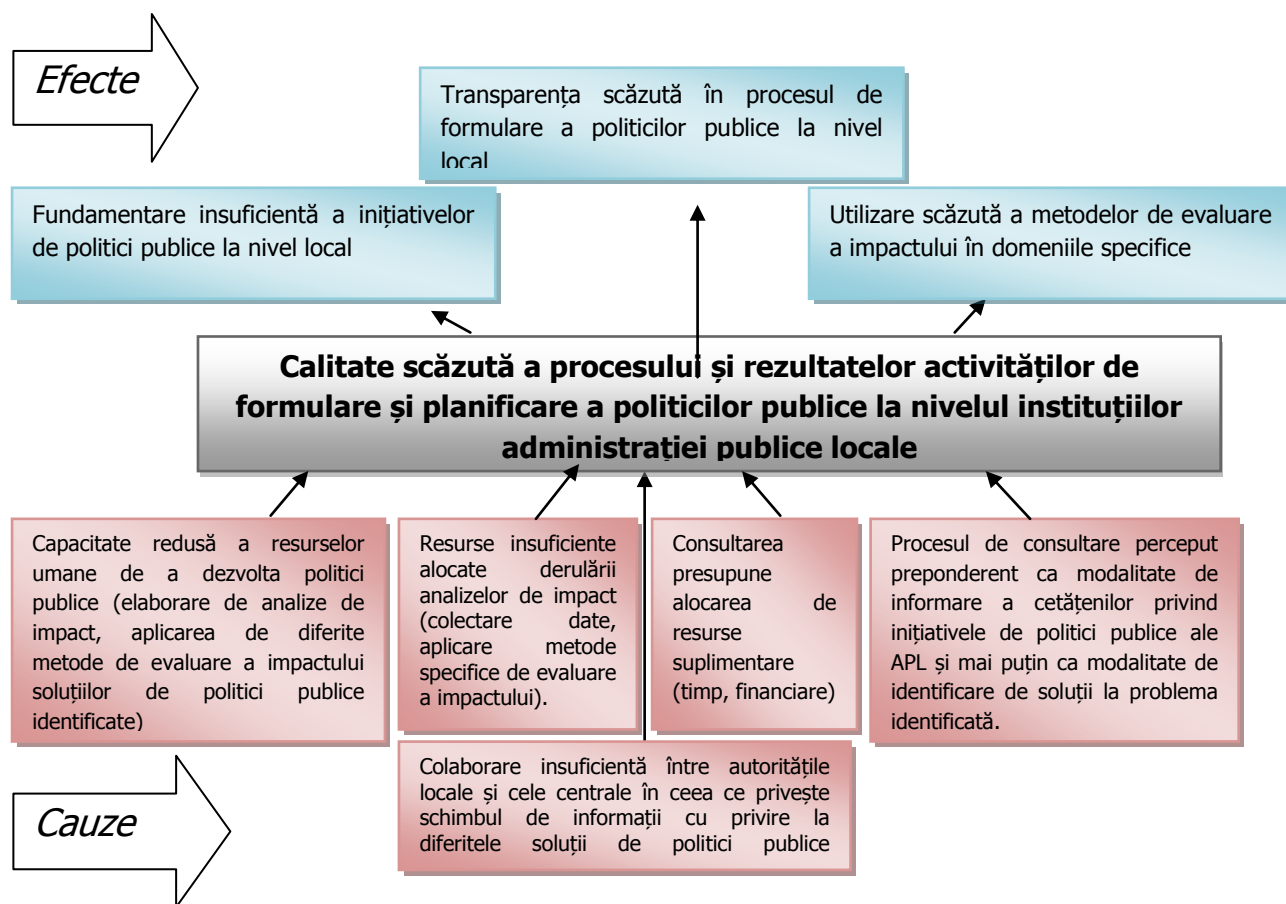 Efecte
Transparența scăzută în procesul de
formulare a politicilor publice la nivel
local
Fundamentare insuficientă a inițiativelor
de politici publice la nivel local
Utilizare scăzută a metodelor de evaluare
a impactului în domeniile specifice
Calitate scăzută a procesului și rezultatelor activităților de
formulare și planificare a politicilor publice la nivelul instituțiilor
administrației publice locale
Capacitate redusă a resurselor
umane de a dezvolta politici
publice (elaborare de analize de
impact, aplicarea de diferite
metode de evaluare a impactului
soluțiilor de politici publice
identificate)
Resurse insuficiente
alocate derulării
analizelor de impact
(colectare date,
aplicare metode
specifice de evaluare
a impactului).
Consultarea
presupune
alocarea de
resurse
suplimentare
(timp, financiare)
Procesul de consultare perceput
preponderent ca modalitate de
informare a cetățenilor privind
inițiativele de politici publice ale
APL și mai puțin ca modalitate de
identificare de soluții la problema
identificată.
Colaborare insuficientă între autoritățile
locale și cele centrale în ceea ce privește
schimbul de informații cu privire la
diferitele soluții de politici publice
Cauze